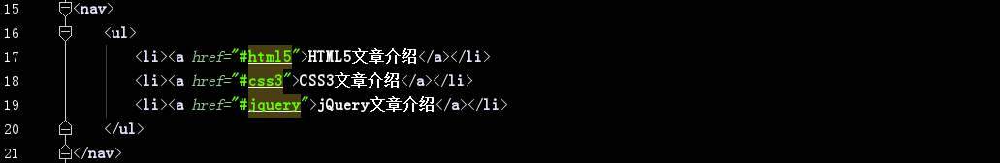 15 <nav>
16 <ul>
17 <li><a href="#html5">HTML5文章介绍</a></li>
18 <li><a href="#css3">CSS3文章介绍</a></li>
19 <li><a href="#jquery">jQuery文章介绍</a></li>
20 </ul>
21 </nav>